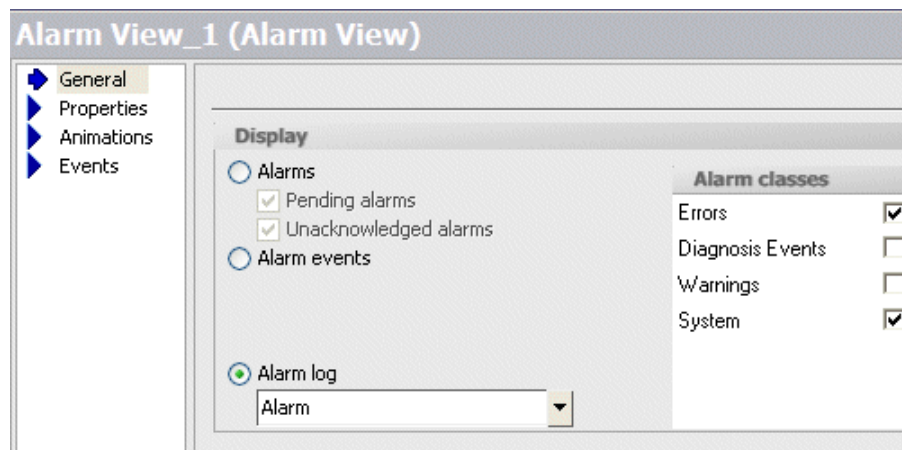 Alarm View_1 (Alarm View)
General
Properties
Animations
Events
Display
Alarms
Pending alarms
Unacknowledged alarms
Alarm events
Alarm log
Alarm
Alarm classes
Errors
Diagnosis Events
Warnings
System